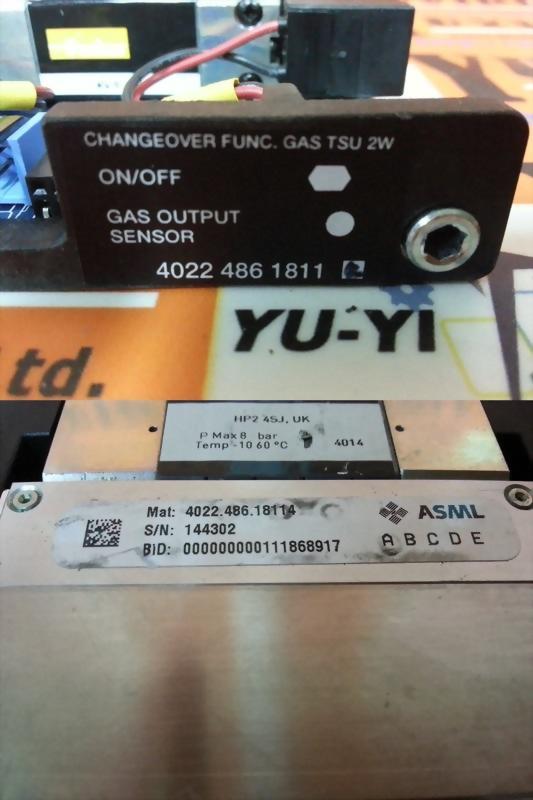 CHANGEOVER FUNC. GAS TSU 2W
ON/OFF
GAS OUTPUT
SENSOR
4022 486 1811
YU-YI
Ltd.
HP2 4SJ, UK
P Max 8 bar
Temp -10 60 °C
4014
Mat: 4022.486.18114
S/N: 144302
BID: 000000000111868917
ASML
A B C D E